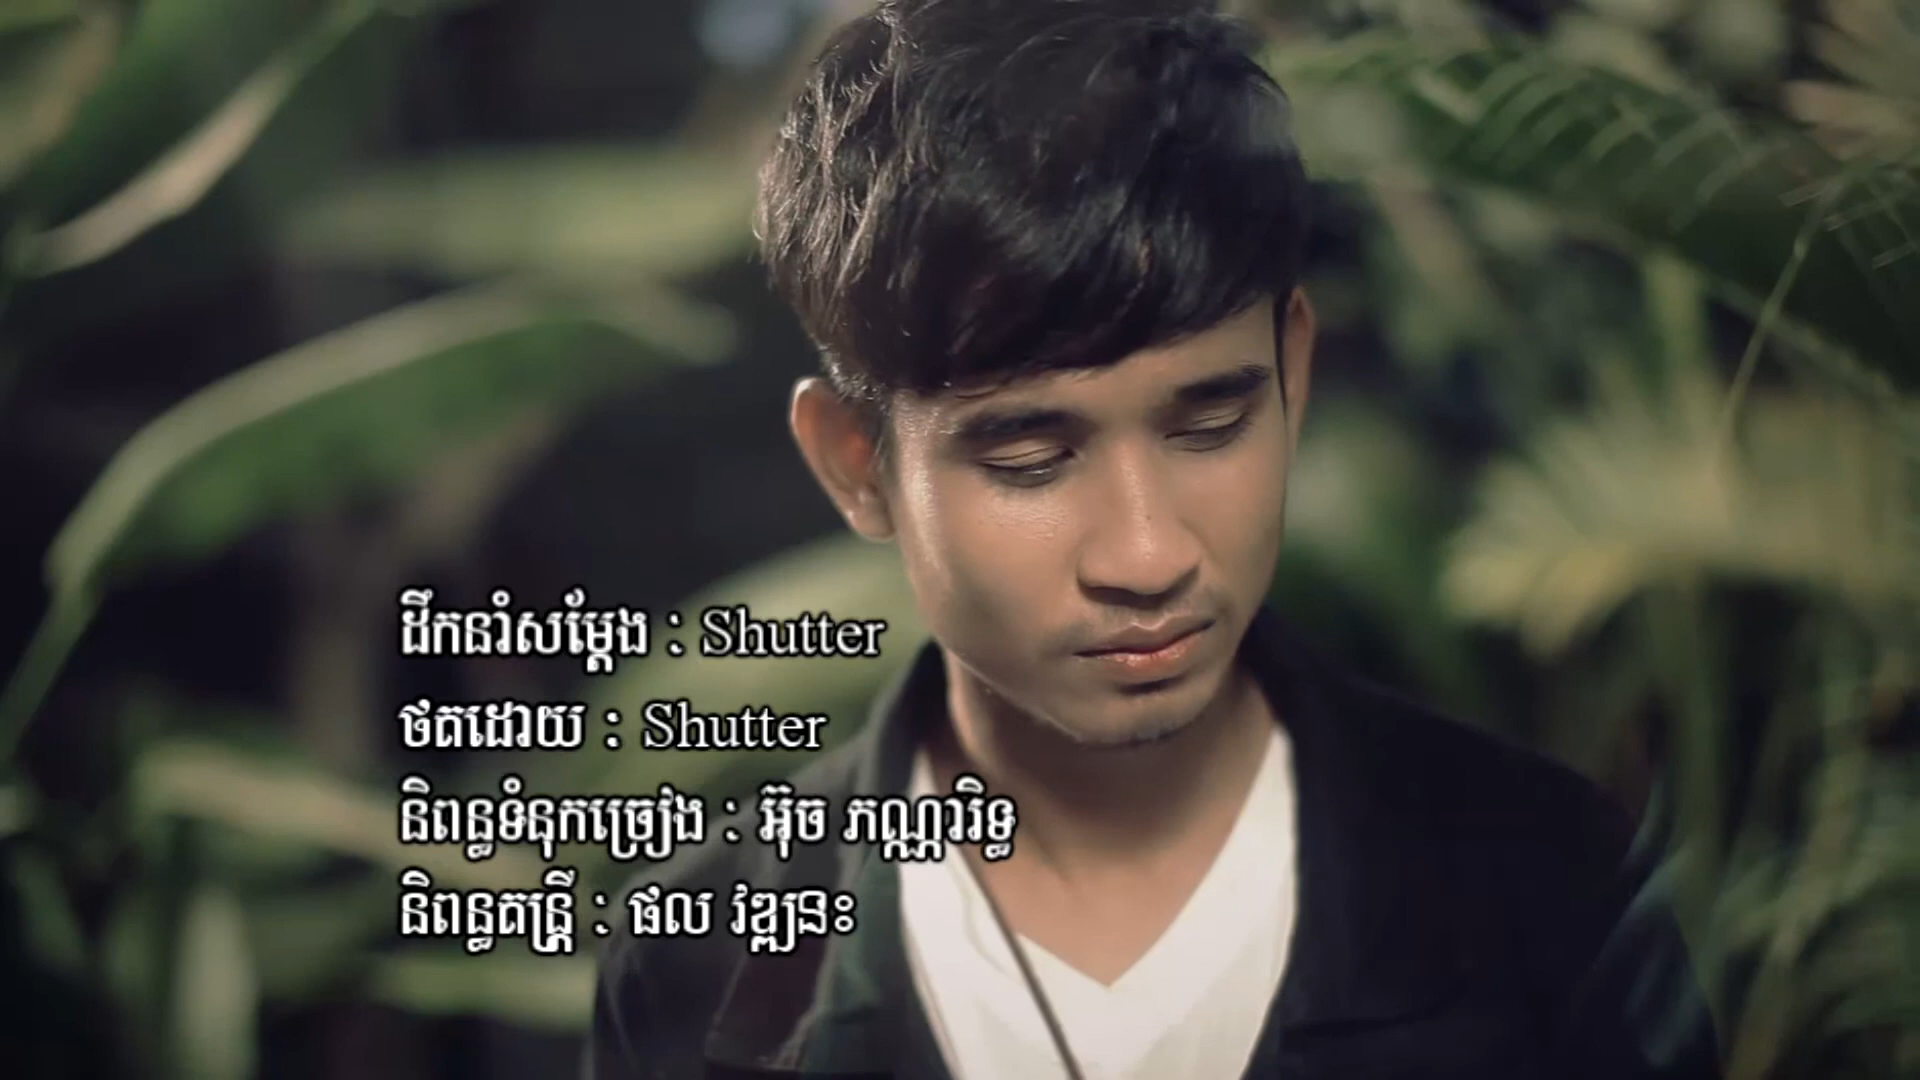 ដឹកនាំសម្ដែង : Shutter
ថតដោយ : Shutter
និពន្ធទំនុកច្រៀង : អ៊ុច ភណ្ណារិទ្ធ
និពន្ធតន្ត្រី : ផល វឌ្ឍនះ